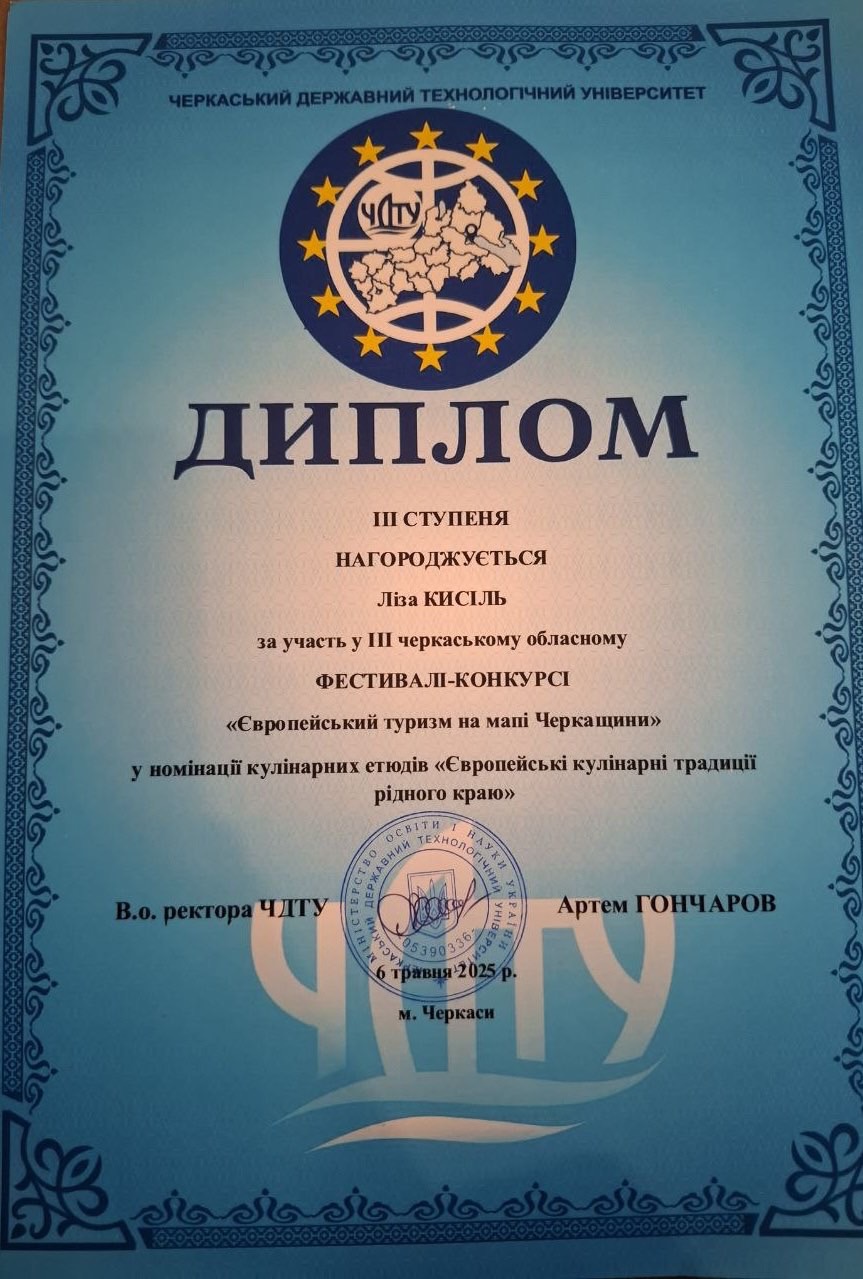 ЧЕРКАСЬКИЙ ДЕРЖАВНИЙ ТЕХНОЛОГІЧНИЙ УНІВЕРСИТЕТ
ЧДТУ
ДИПЛОМ
ІІІ СТУПЕНЯ
НАГОРОДЖУЄТЬСЯ
Ліза КИСІЛЬ
за участь у ІІІ черкаському обласному
ФЕСТИВАЛІ-КОНКУРСІ
«Європейський туризм на мапі Черкащини»
у номінації кулінарних етюдів «Європейські кулінарні традиції
рідного краю»
МІНІСТЕРСТВО ОСВІТИ І НАУКИ УКРАЇНИ
ЧЕРКАСЬКИЙ ДЕРЖАВНИЙ ТЕХНОЛОГІЧНИЙ УНІВЕРСИТЕТ
05390336
В.о. ректора ЧДТУ Артем ГОНЧАРОВ
6 травня 2025 р.
м. Черкаси
ЧДТУ